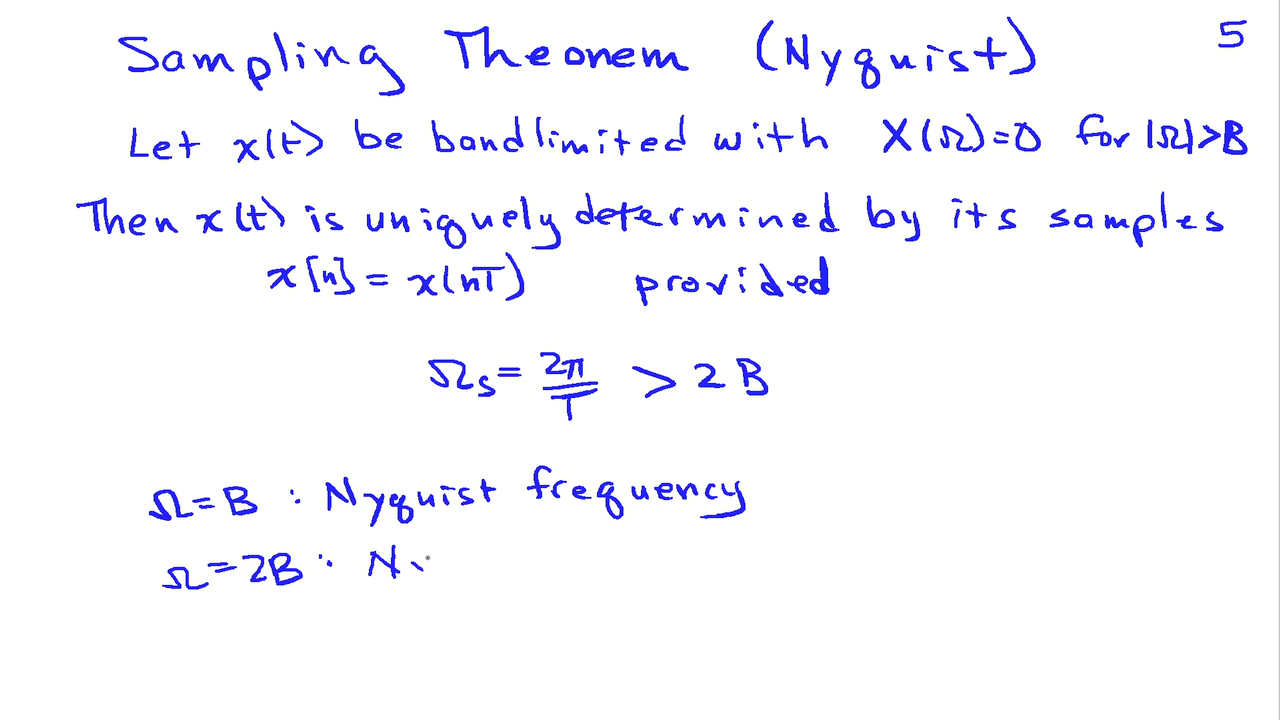 Sampling Theorem (Nyquist) 5
Let x(t) be bandlimited with X(Ω)=0 for |Ω|>B
Then x(t) is uniquely determined by its samples
x[n] = x(nT) provided
Ωs = 2π/T > 2B
Ω=B : Nyquist frequency
Ω=2B : N